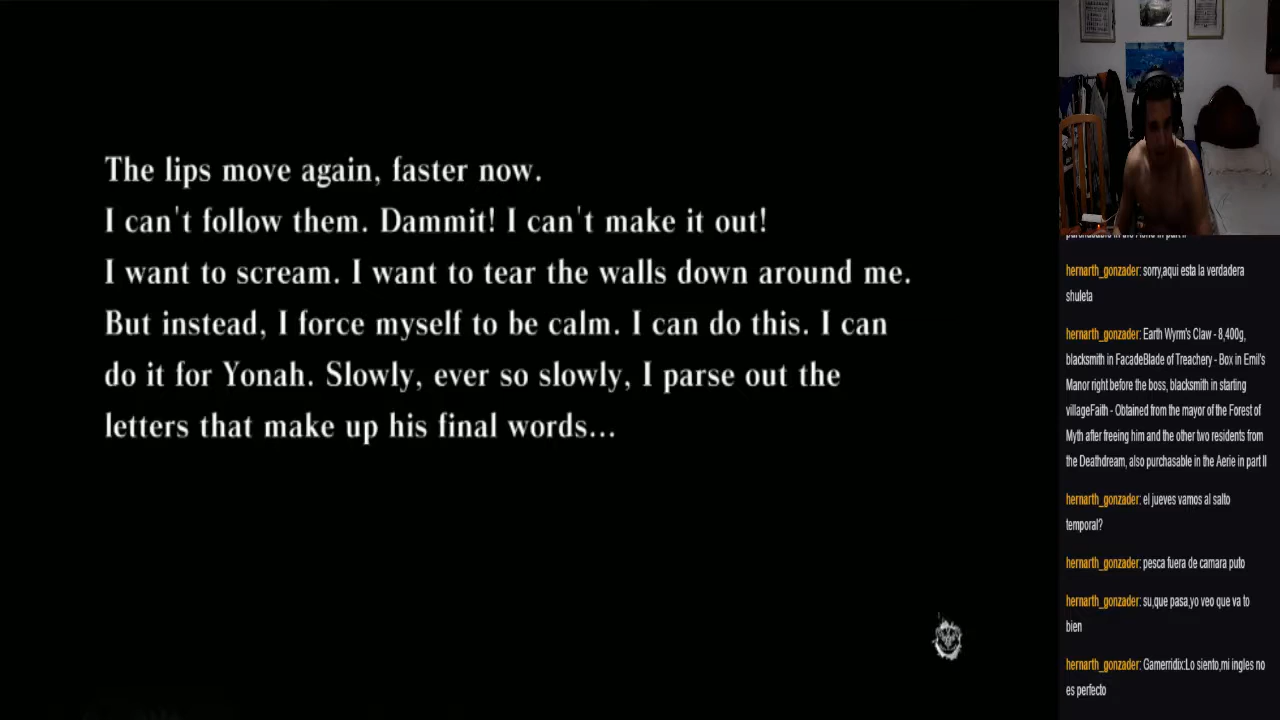 The lips move again, faster now.
I can't follow them. Dammit! I can't make it out!
I want to scream. I want to tear the walls down around me.
But instead, I force myself to be calm. I can do this. I can
do it for Yonah. Slowly, ever so slowly, I parse out the
letters that make up his final words...
hernarth_gonzader: sorry,aqui esta la verdadera
shuleta
hernarth_gonzader: Earth Wyrm's Claw - 8,400g,
blacksmith in FacadeBlade of Treachery - Box in Emil's
Manor right before the boss, blacksmith in starting
villageFaith - Obtained from the mayor of the Forest of
Myth after freeing him and the other two residents from
the Deathdream, also purchasable in the Aerie in part II
hernarth_gonzader: el jueves vamos al salto
temporal?
hernarth_gonzader: pesca fuera de camara puto
hernarth_gonzader: su,que pasa,yo veo que va to
bien
hernarth_gonzader: Gamerridix:Lo siento,mi ingles no
es perfecto